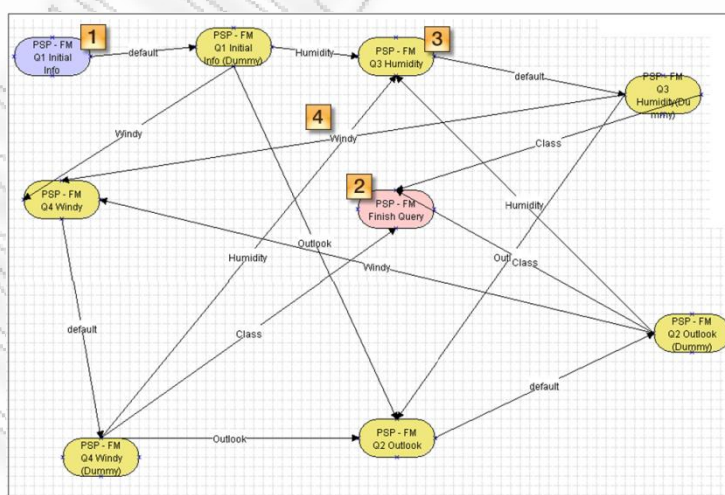 1
PSP - FM
Q1 Initial
Info
default
PSP - FM
Q1 Initial
Info (Dummy)
Humidity
3
PSP - FM
Q3 Humidity
default
PSP - FM
Q3
Humidity(Du
mmy)
4
Windy
Windy
Class
PSP - FM
Q4 Windy
2
PSP - FM
Finish Query
Humidity
Outlook
Humidity
Outl
Class
Windy
default
Class
PSP - FM
Q2 Outlook
(Dummy)
default
PSP - FM
Q4 Windy
(Dummy)
Outlook
PSP - FM
Q2 Outlook